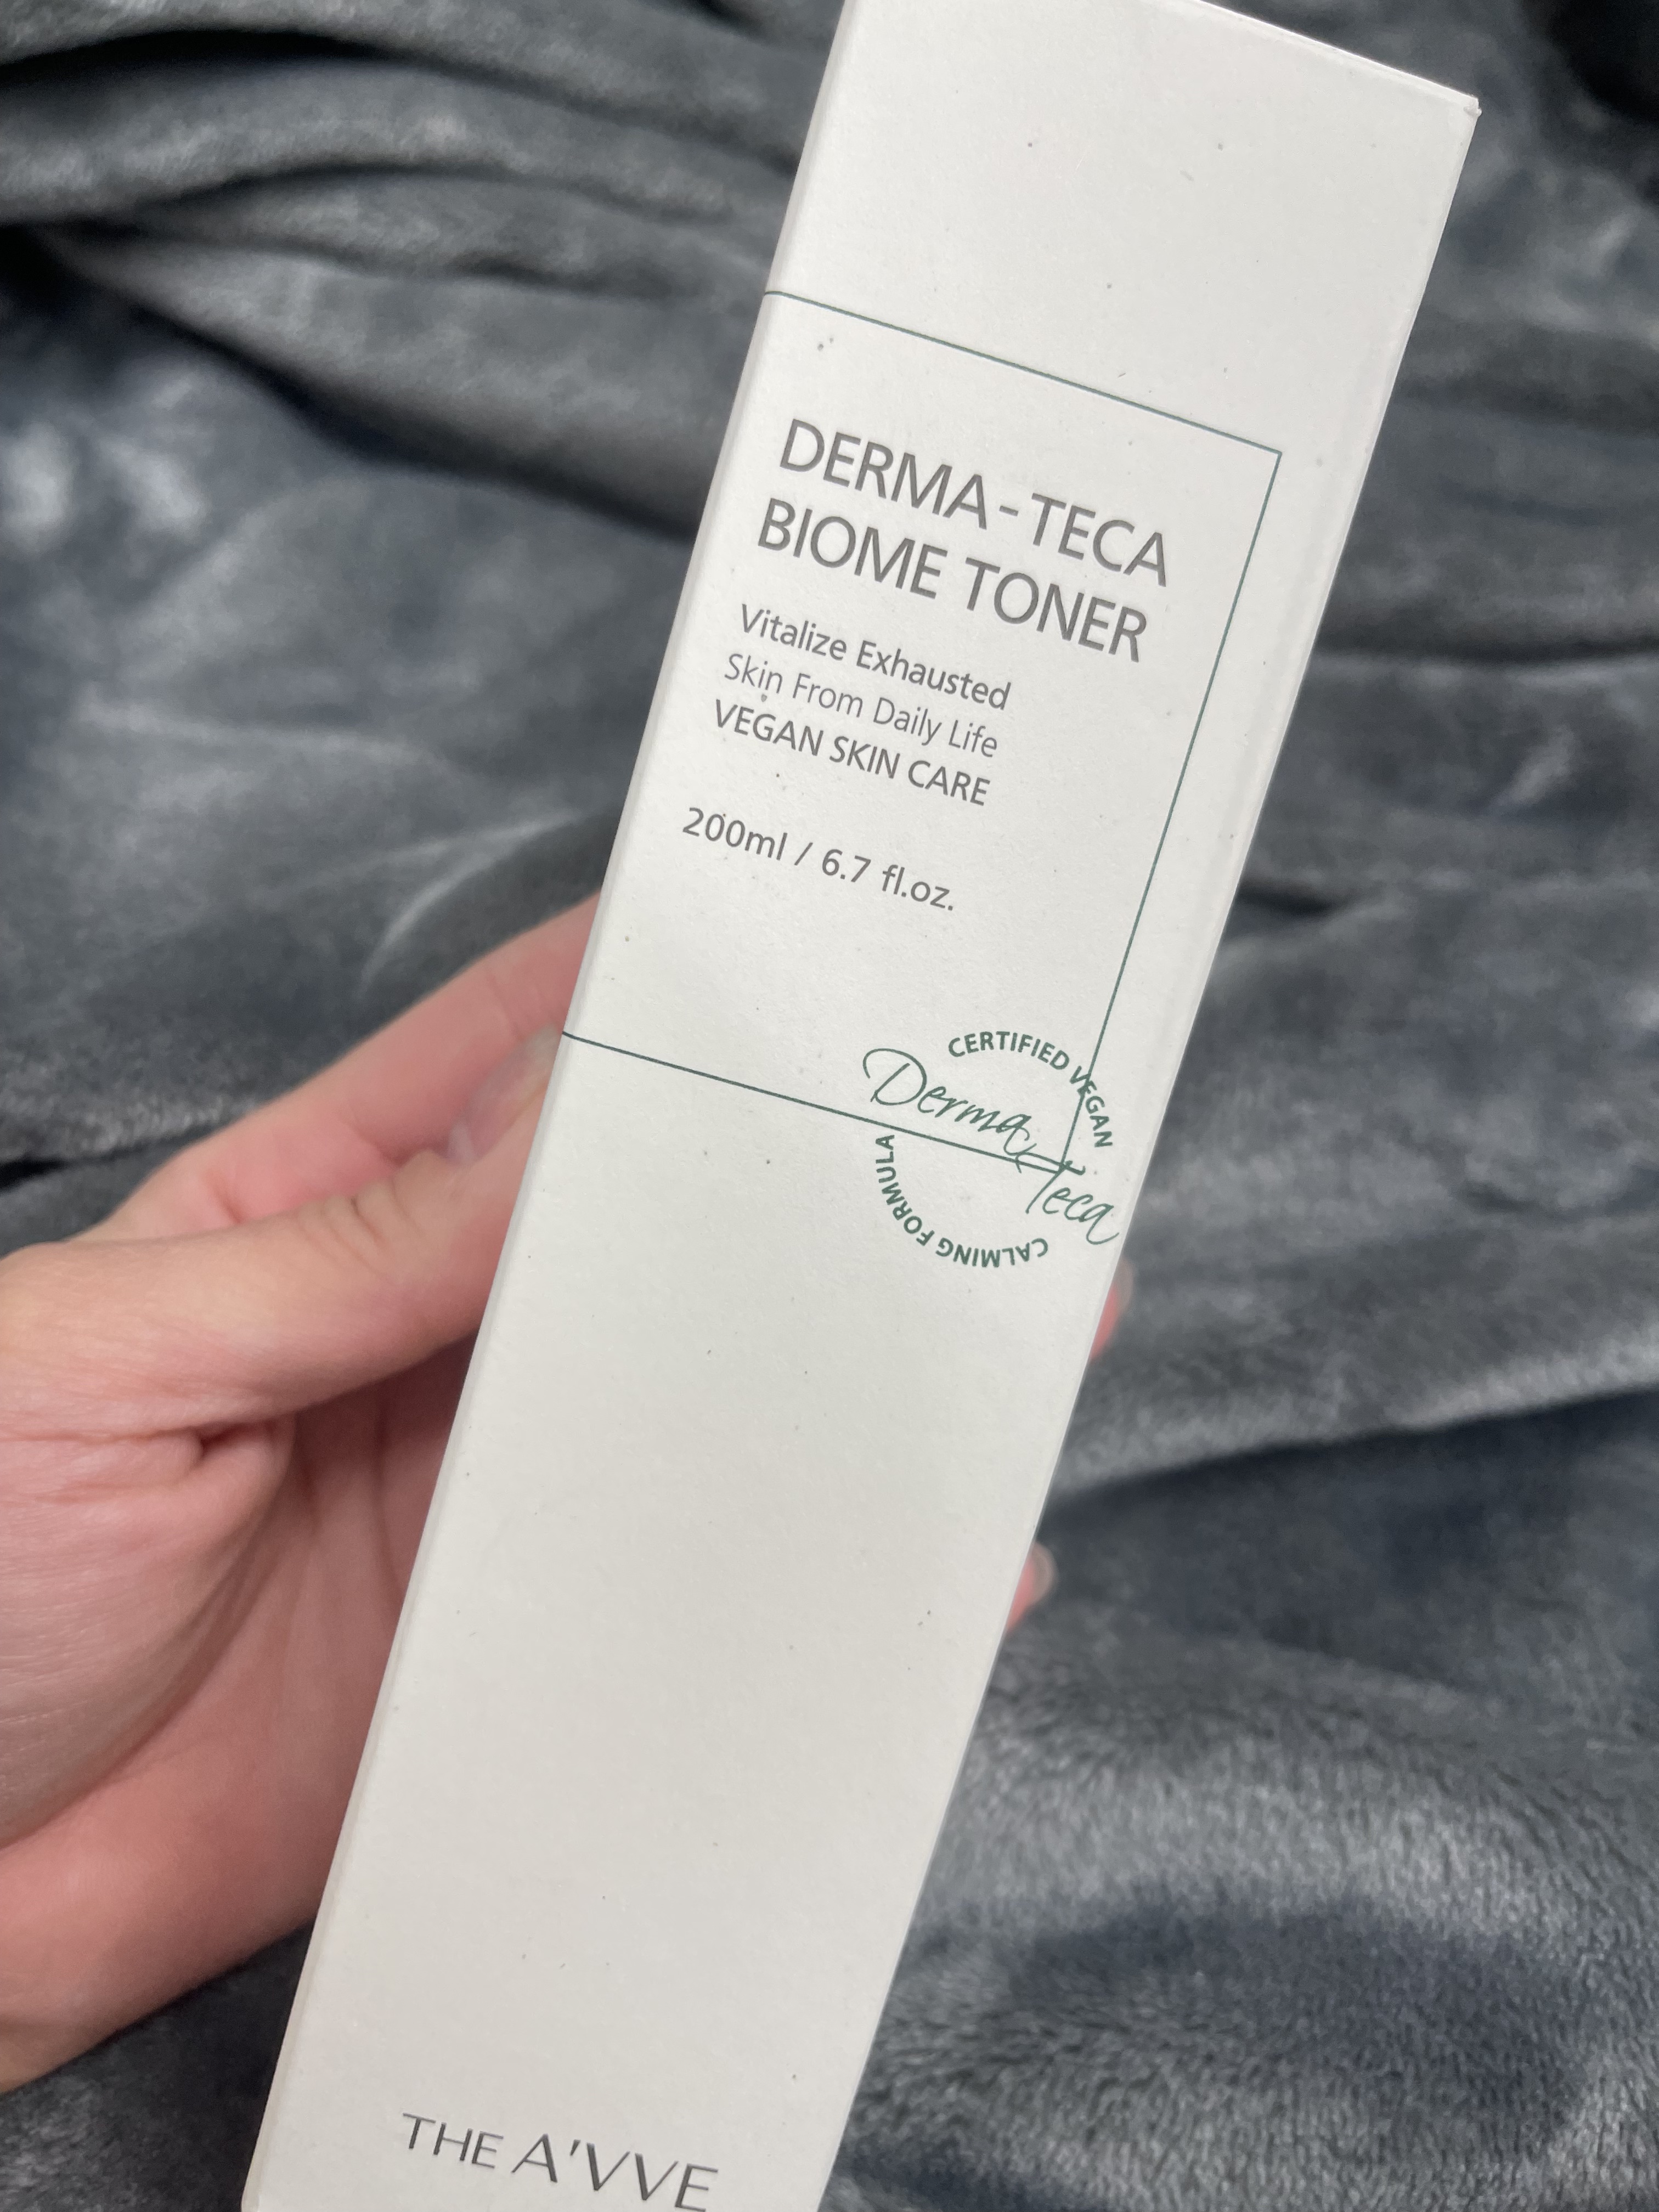 DERMA-TECA
BIOME TONER
Vitalize Exhausted
Skin From Daily Life
VEGAN SKIN CARE
200ml / 6.7 fl.oz.
CERTIFIED VEGAN
Derma Teca
CALMING FORMULA
THE A'VVE